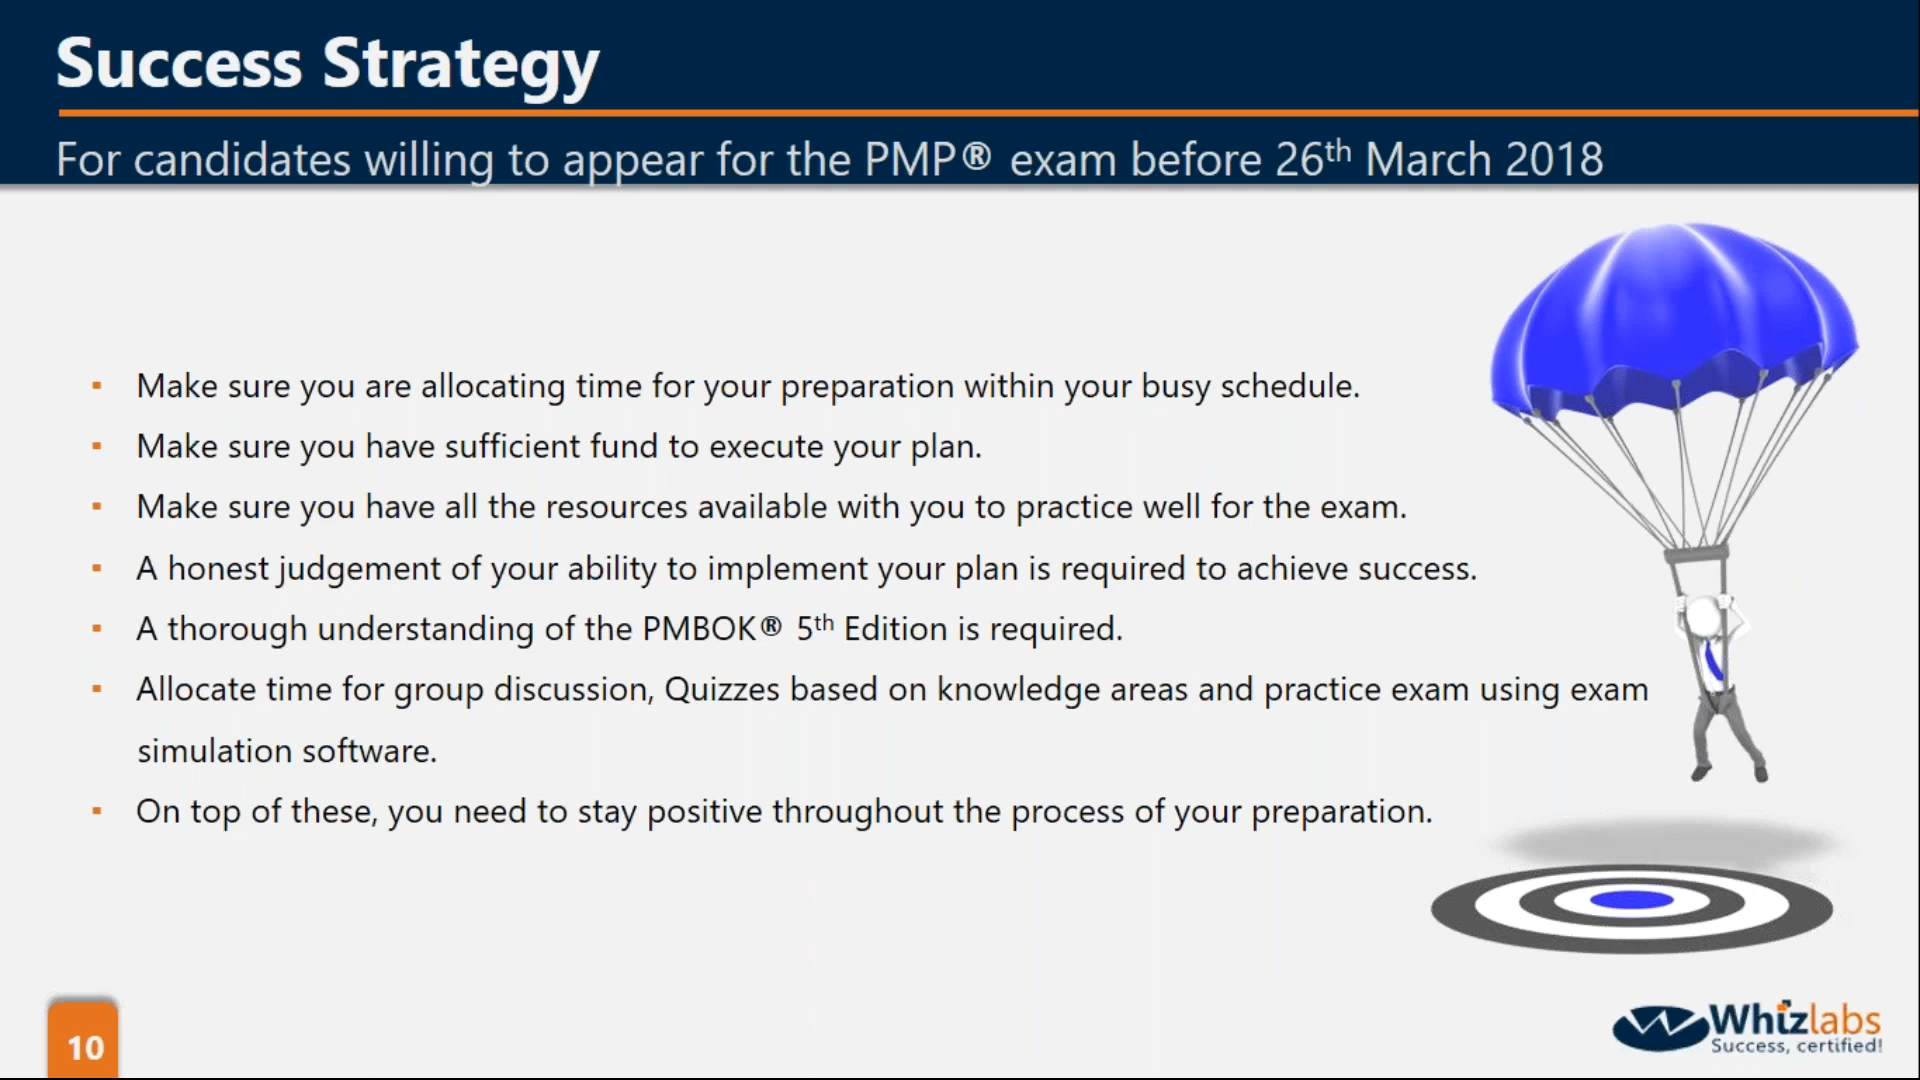 Success Strategy
For candidates willing to appear for the PMP® exam before 26th March 2018
▪ Make sure you are allocating time for your preparation within your busy schedule.
▪ Make sure you have sufficient fund to execute your plan.
▪ Make sure you have all the resources available with you to practice well for the exam.
▪ A honest judgement of your ability to implement your plan is required to achieve success.
▪ A thorough understanding of the PMBOK® 5th Edition is required.
▪ Allocate time for group discussion, Quizzes based on knowledge areas and practice exam using exam
simulation software.
▪ On top of these, you need to stay positive throughout the process of your preparation.
10
Whizlabs
Success, certified!